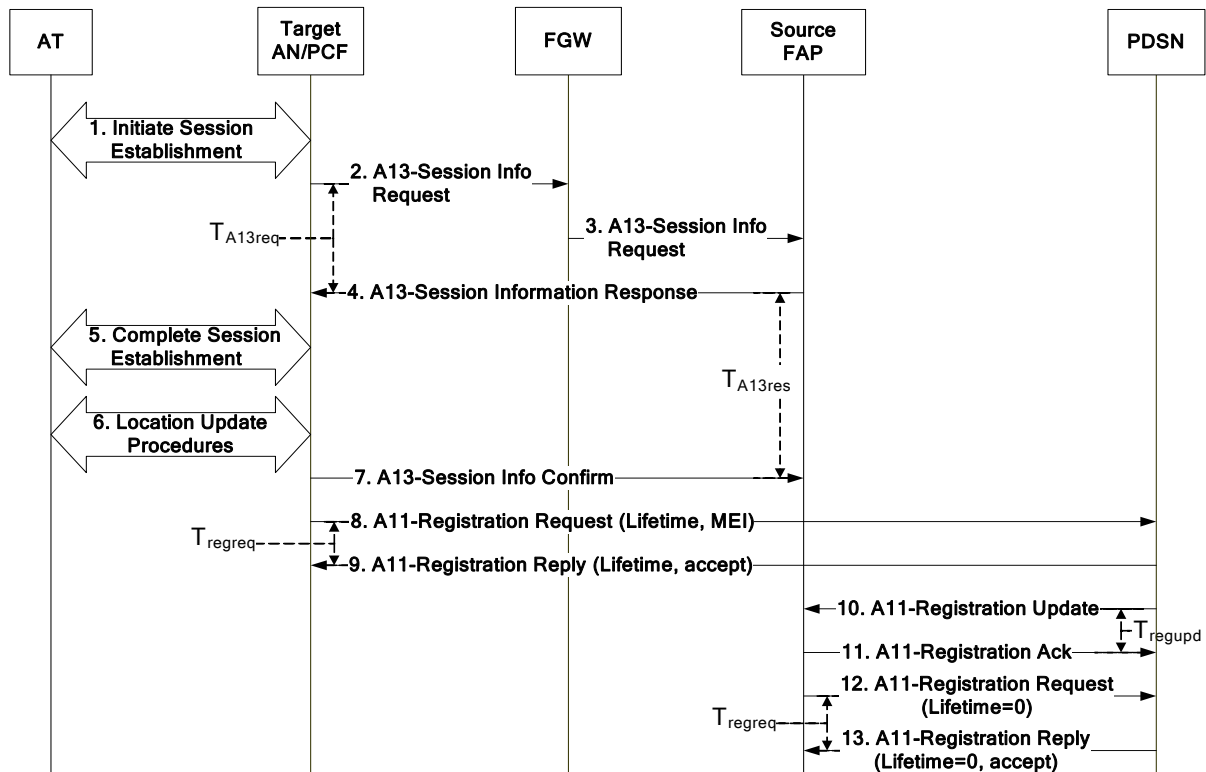 AT
Target
AN/PCF
FGW
Source
FAP
PDSN
1. Initiate Session
Establishment
2. A13-Session Info
Request
TA13req
3. A13-Session Info
Request
4. A13-Session Information Response
5. Complete Session
Establishment
TA13res
6. Location Update
Procedures
7. A13-Session Info Confirm
8. A11-Registration Request (Lifetime, MEI)
Tregreq
9. A11-Registration Reply (Lifetime, accept)
10. A11-Registration Update
Tregupd
11. A11-Registration Ack
12. A11-Registration Request
(Lifetime=0)
Tregreq
13. A11-Registration Reply
(Lifetime=0, accept)